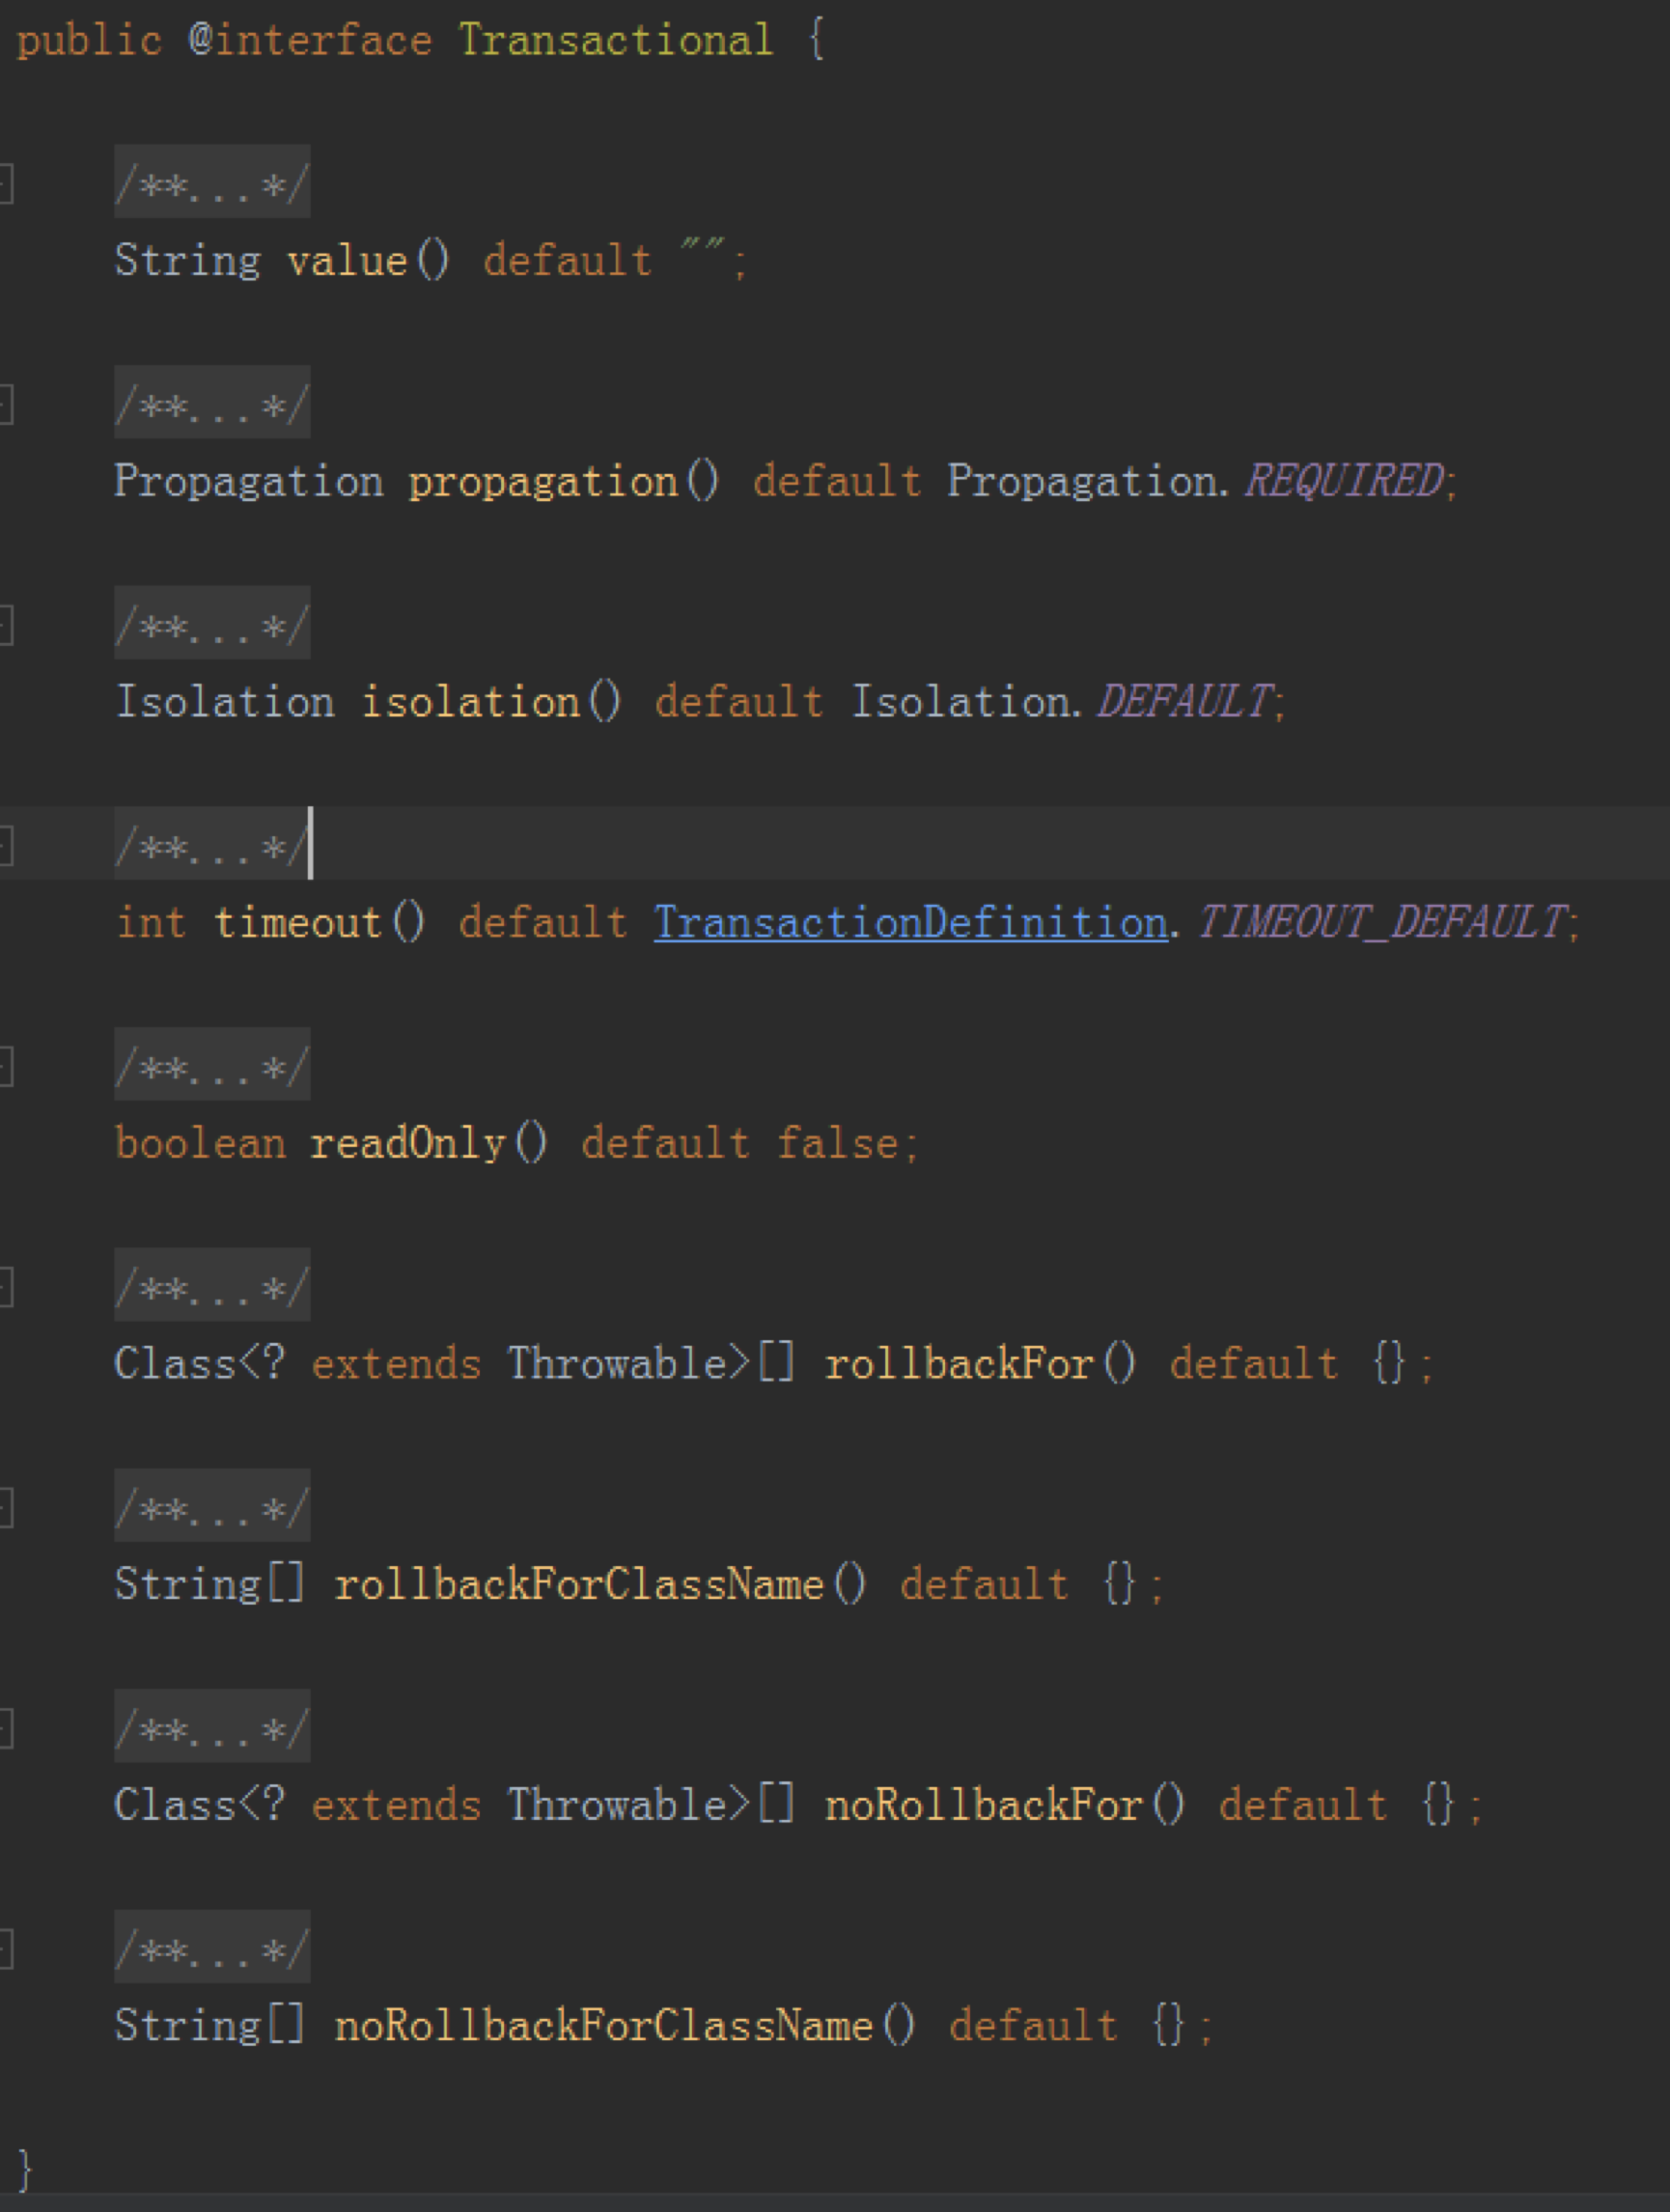 public @interface Transactional {
/**...*/
String value() default "";
/**...*/
Propagation propagation() default Propagation.REQUIRED;
/**...*/
Isolation isolation() default Isolation.DEFAULT;
/**...*/
int timeout() default TransactionDefinition.TIMEOUT_DEFAULT;
/**...*/
boolean readOnly() default false;
/**...*/
Class<? extends Throwable>[] rollbackFor() default {};
/**...*/
String[] rollbackForClassName() default {};
/**...*/
Class<? extends Throwable>[] noRollbackFor() default {};
/**...*/
String[] noRollbackForClassName() default {};
}